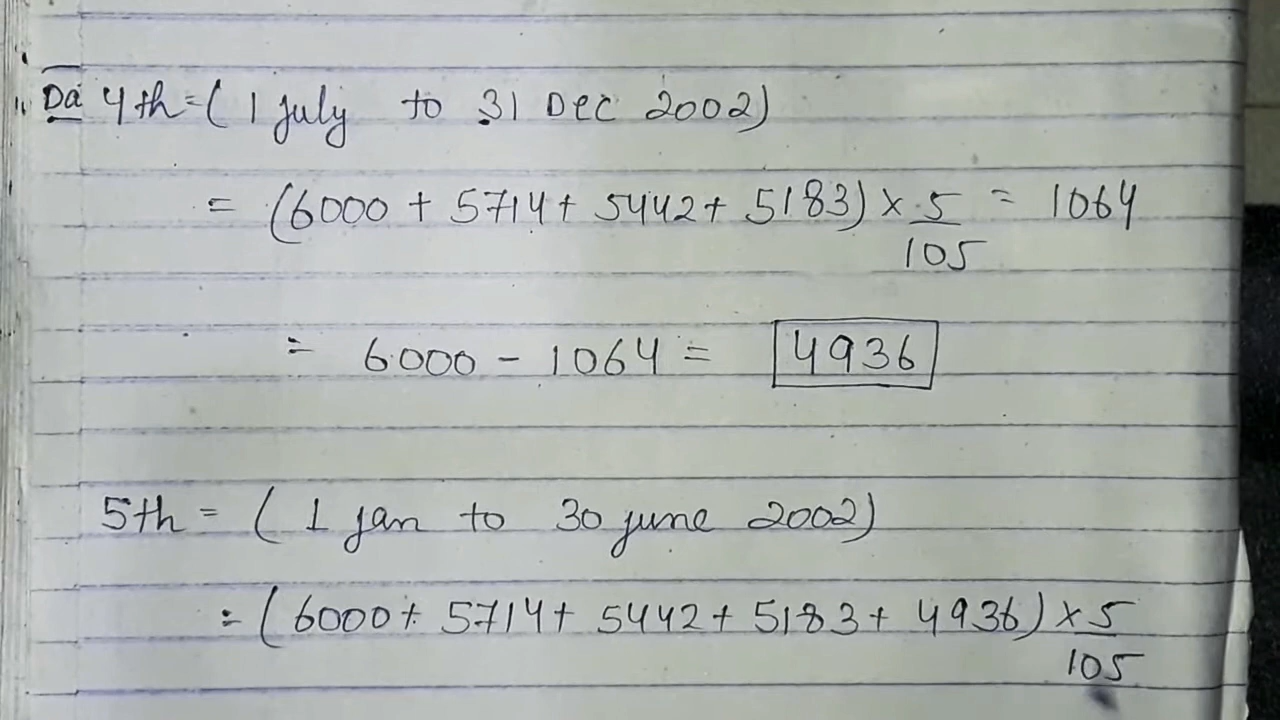 Da 4th = ( 1 july to 31 Dec 2002)
= (6000 + 5714 + 5442 + 5183) × 5/105 = 1064
= 6000 - 1064 = 4936
5th = ( 1 jan to 30 june 2002)
= (6000 + 5714 + 5442 + 5183 + 4936) × 5/105